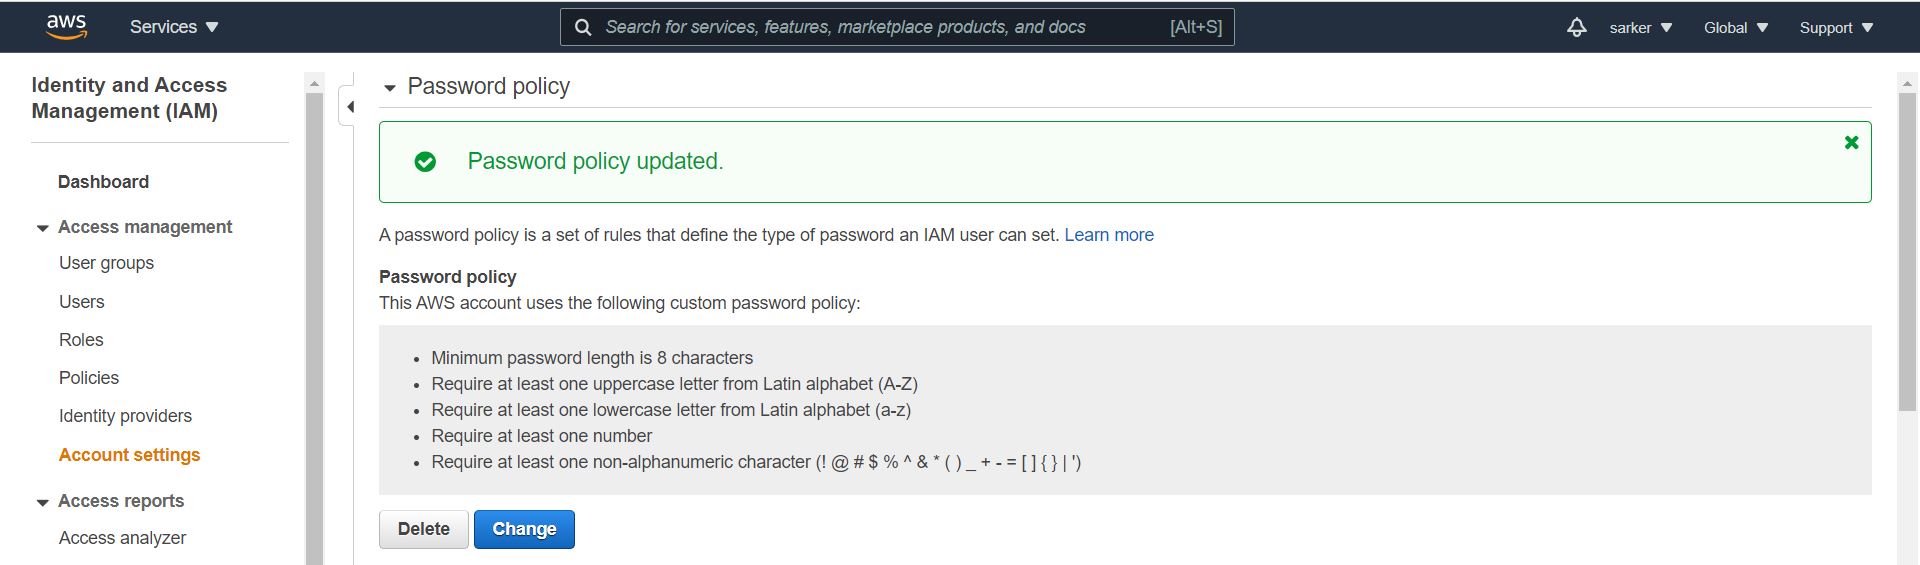 aws
Services
Search for services, features, marketplace products, and docs
[Alt+S]
sarker
Global
Support
Identity and Access
Management (IAM)
Dashboard
Access management
User groups
Users
Roles
Policies
Identity providers
Account settings
Access reports
Access analyzer
Password policy
Password policy updated.
A password policy is a set of rules that define the type of password an IAM user can set. Learn more
Password policy
This AWS account uses the following custom password policy:
• Minimum password length is 8 characters
• Require at least one uppercase letter from Latin alphabet (A-Z)
• Require at least one lowercase letter from Latin alphabet (a-z)
• Require at least one number
• Require at least one non-alphanumeric character (! @ # $ % ^ & * ( ) _ + - = [ ] { } | ')
Delete
Change